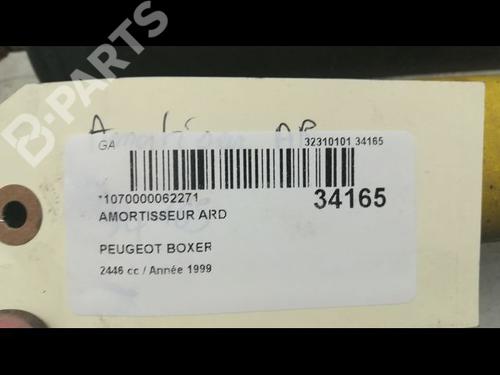 B-PARTS
GA
32310101 34165
*1070000062271
34165
AMORTISSEUR ARD
PEUGEOT BOXER
2446 cc / Année 1999